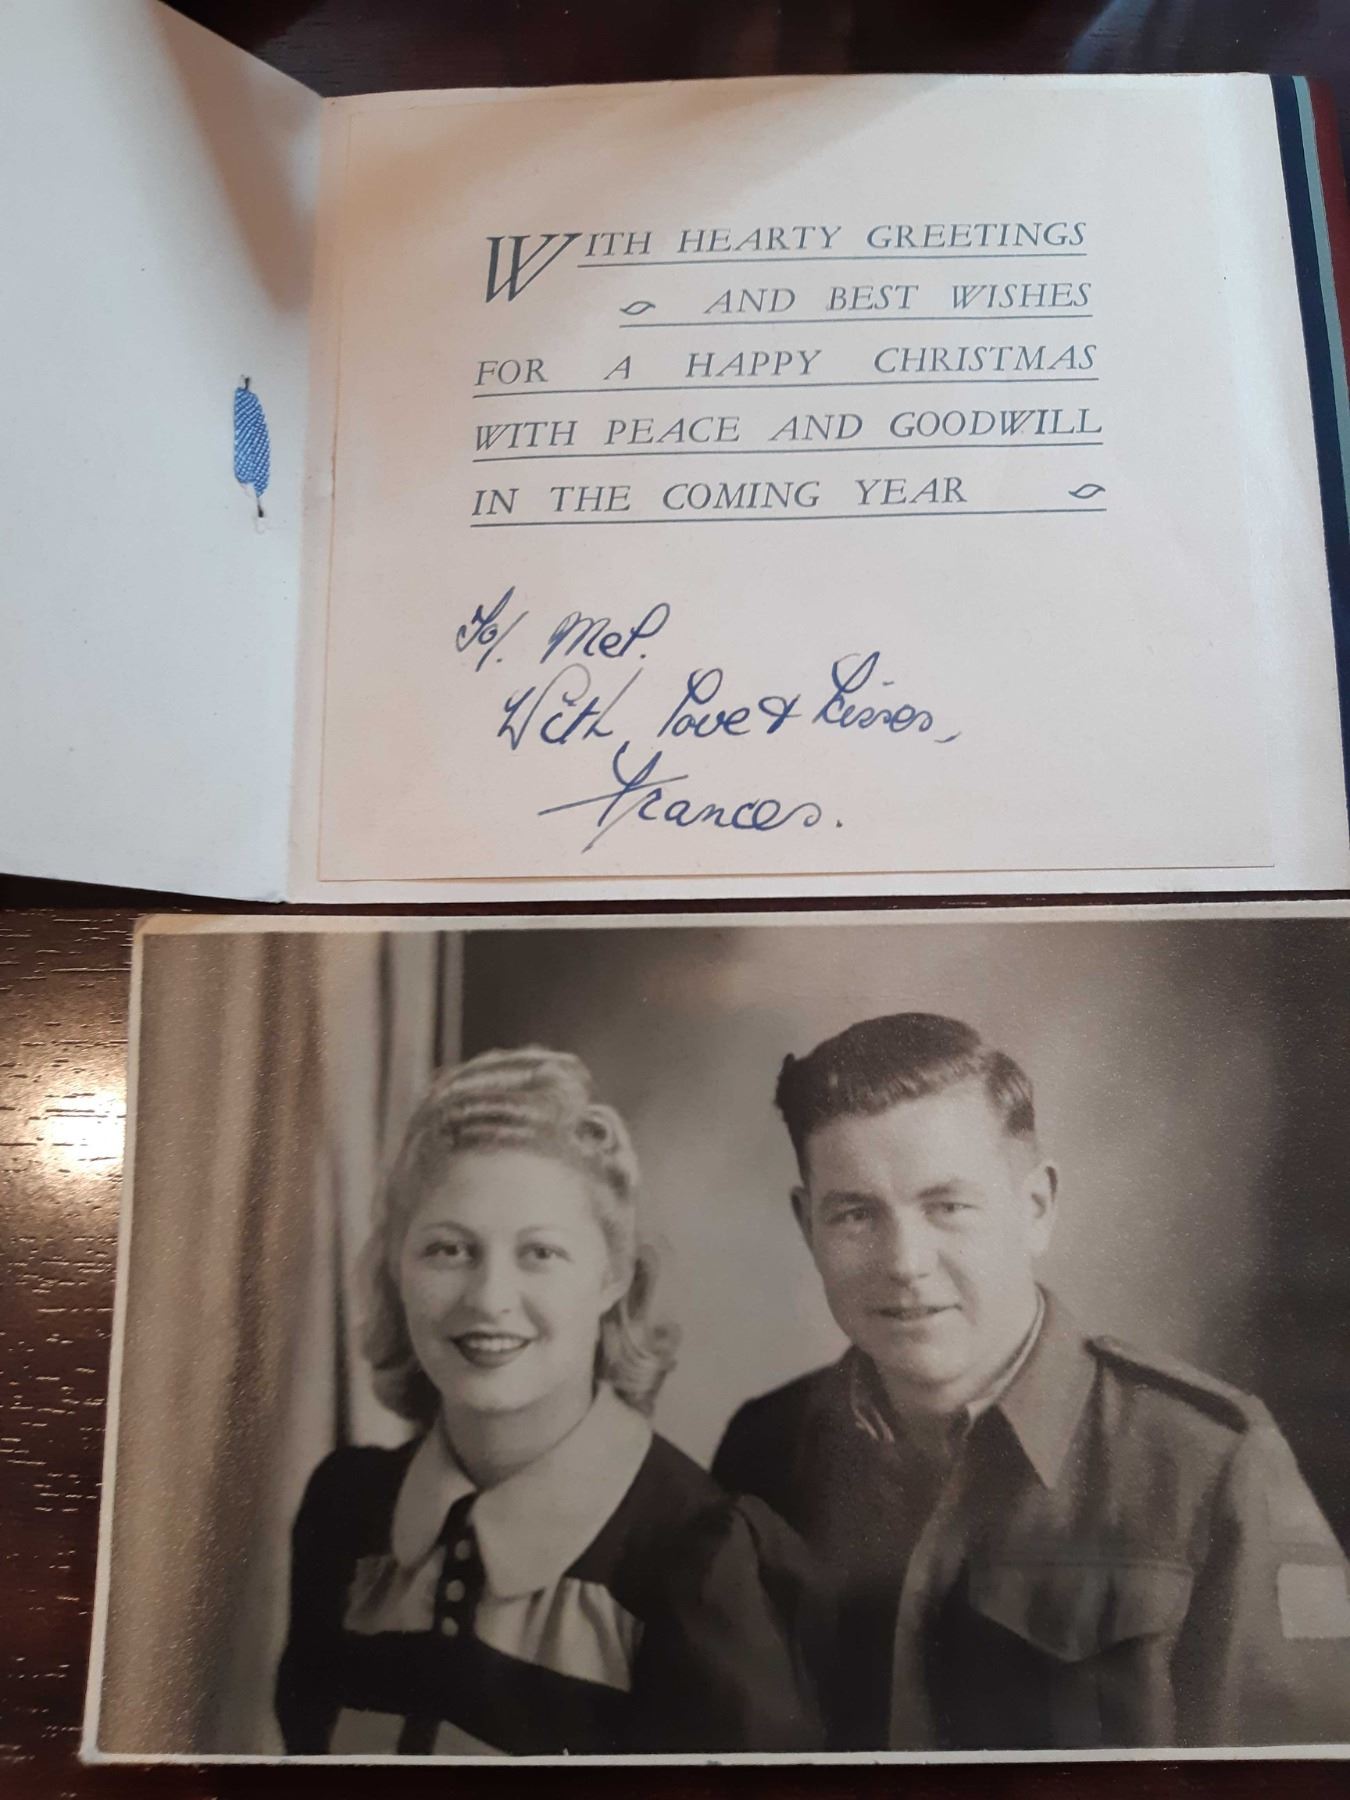 WITH HEARTY GREETINGS
AND BEST WISHES
FOR A HAPPY CHRISTMAS
WITH PEACE AND GOODWILL
IN THE COMING YEAR
To/. Mel.
With Love & Kisses,
Frances.